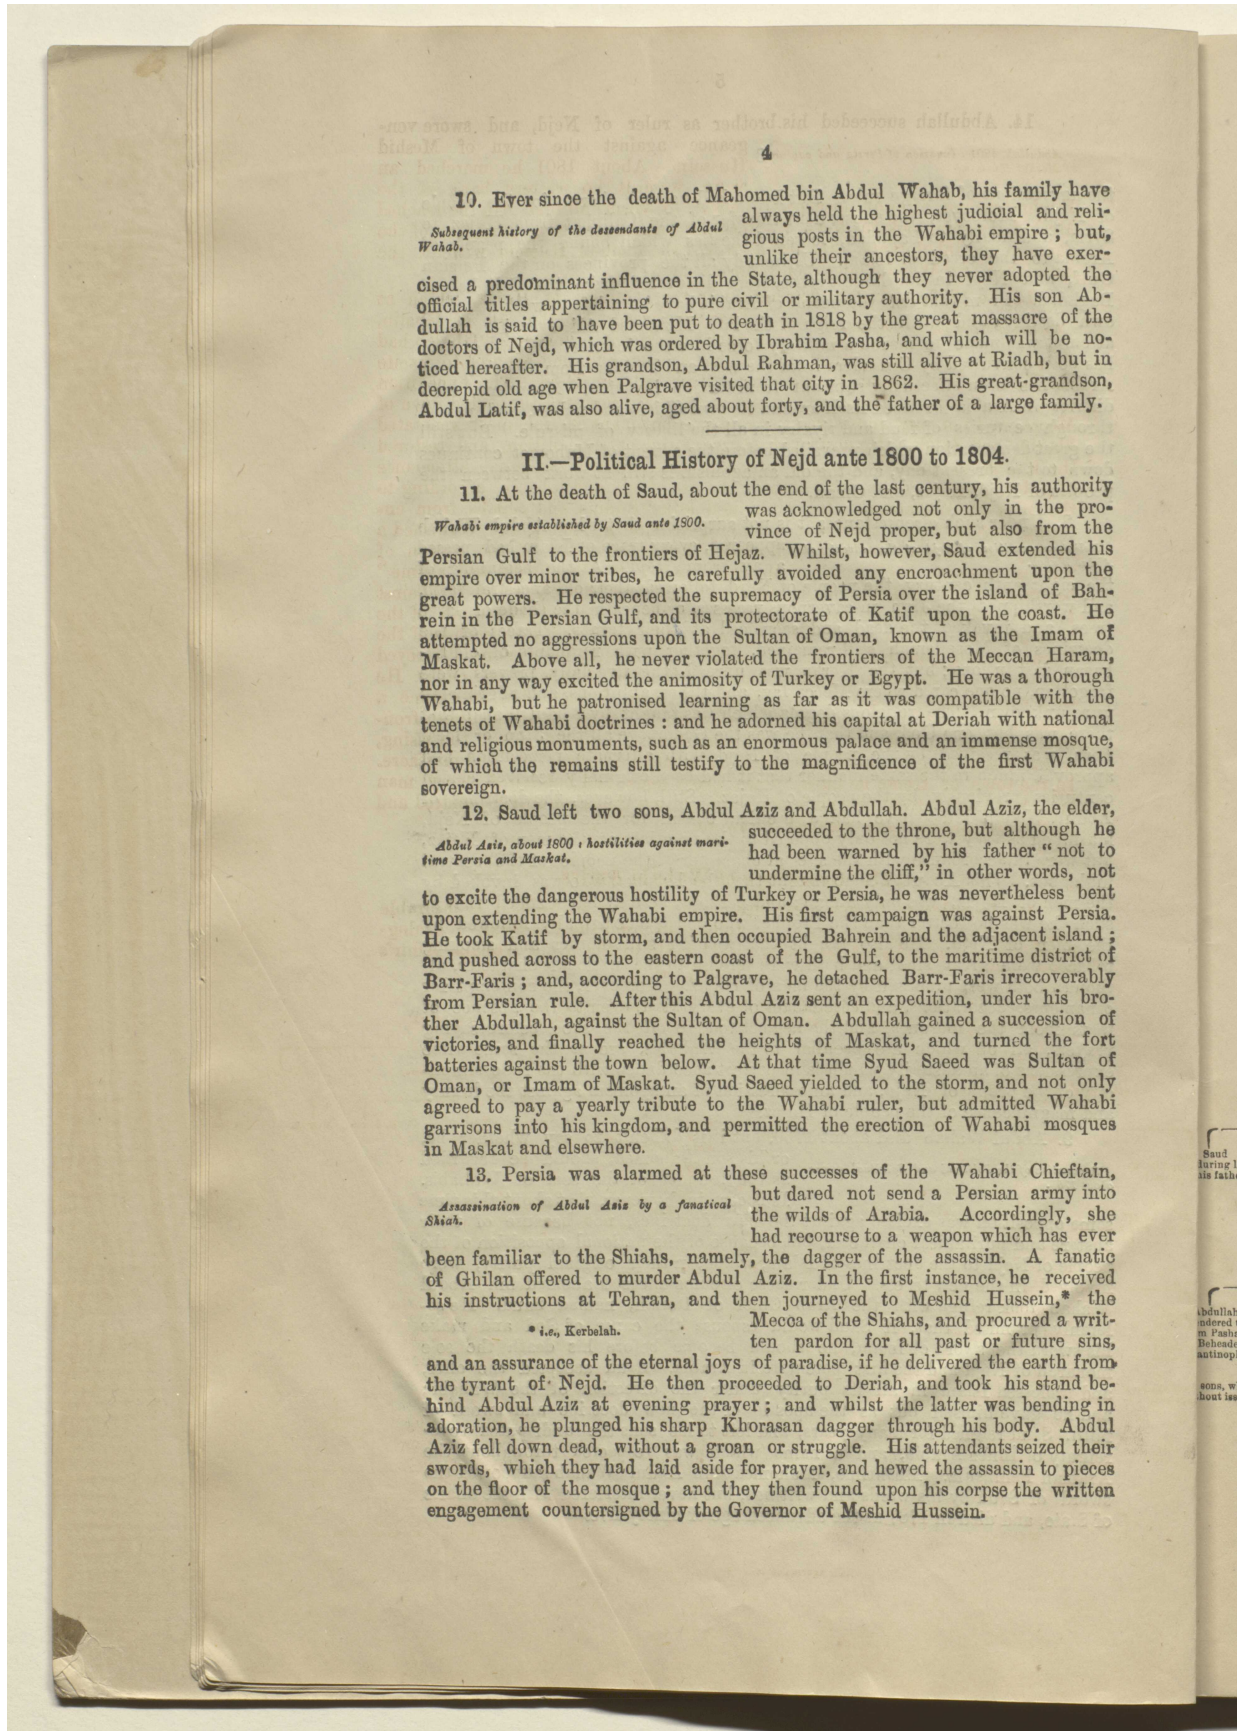 4
10. Ever since the death of Mahomed bin Abdul Wahab, his family have
Subsequent history of the descendants of Abdul
Wahab.
always held the highest judicial and reli-
gious posts in the Wahabi empire ; but,
unlike their ancestors, they have exer-
cised a predominant influence in the State, although they never adopted the
official titles appertaining to pure civil or military authority. His son Ab-
dullah is said to have been put to death in 1818 by the great massacre of the
doctors of Nejd, which was ordered by Ibrahim Pasha, and which will be no-
ticed hereafter. His grandson, Abdul Rahman, was still alive at Riadh, but in
decrepid old age when Palgrave visited that city in 1862. His great-grandson,
Abdul Latif, was also alive, aged about forty, and the father of a large family.
II.—Political History of Nejd ante 1800 to 1804.
11. At the death of Saud, about the end of the last century, his authority
Wahabi empire established by Saud ante 1800.
was acknowledged not only in the pro-
vince of Nejd proper, but also from the
Persian Gulf to the frontiers of Hejaz. Whilst, however, Saud extended his
empire over minor tribes, he carefully avoided any encroachment upon the
great powers. He respected the supremacy of Persia over the island of Bah-
rein in the Persian Gulf, and its protectorate of Katif upon the coast. He
attempted no aggressions upon the Sultan of Oman, known as the Imam of
Maskat. Above all, he never violated the frontiers of the Meccan Haram,
nor in any way excited the animosity of Turkey or Egypt. He was a thorough
Wahabi, but he patronised learning as far as it was compatible with the
tenets of Wahabi doctrines : and he adorned his capital at Deriah with national
and religious monuments, such as an enormous palace and an immense mosque,
of which the remains still testify to the magnificence of the first Wahabi
sovereign.
12. Saud left two sons, Abdul Aziz and Abdullah. Abdul Aziz, the elder,
Abdul Aziz, about 1800 : hostilities against mari-
time Persia and Maskat.
succeeded to the throne, but although he
had been warned by his father “ not to
undermine the cliff,” in other words, not
to excite the dangerous hostility of Turkey or Persia, he was nevertheless bent
upon extending the Wahabi empire. His first campaign was against Persia.
He took Katif by storm, and then occupied Bahrein and the adjacent island ;
and pushed across to the eastern coast of the Gulf, to the maritime district of
Barr-Faris ; and, according to Palgrave, he detached Barr-Faris irrecoverably
from Persian rule. After this Abdul Aziz sent an expedition, under his bro-
ther Abdullah, against the Sultan of Oman. Abdullah gained a succession of
victories, and finally reached the heights of Maskat, and turned the fort
batteries against the town below. At that time Syud Saeed was Sultan of
Oman, or Imam of Maskat. Syud Saeed yielded to the storm, and not only
agreed to pay a yearly tribute to the Wahabi ruler, but admitted Wahabi
garrisons into his kingdom, and permitted the erection of Wahabi mosques
in Maskat and elsewhere.
13. Persia was alarmed at these successes of the Wahabi Chieftain,
Assassination of Abdul Aziz by a fanatical
Shiah.
but dared not send a Persian army into
the wilds of Arabia. Accordingly, she
had recourse to a weapon which has ever
been familiar to the Shiahs, namely, the dagger of the assassin. A fanatic
of Ghilan offered to murder Abdul Aziz. In the first instance, he received
his instructions at Tehran, and then journeyed to Meshid Hussein,* the
* i.e., Kerbelah.
Mecca of the Shiahs, and procured a writ-
ten pardon for all past or future sins,
and an assurance of the eternal joys of paradise, if he delivered the earth from
the tyrant of Nejd. He then proceeded to Deriah, and took his stand be-
hind Abdul Aziz at evening prayer ; and whilst the latter was bending in
adoration, he plunged his sharp Khorasan dagger through his body. Abdul
Aziz fell down dead, without a groan or struggle. His attendants seized their
swords, which they had laid aside for prayer, and hewed the assassin to pieces
on the floor of the mosque ; and they then found upon his corpse the written
engagement countersigned by the Governor of Meshid Hussein.
Saud